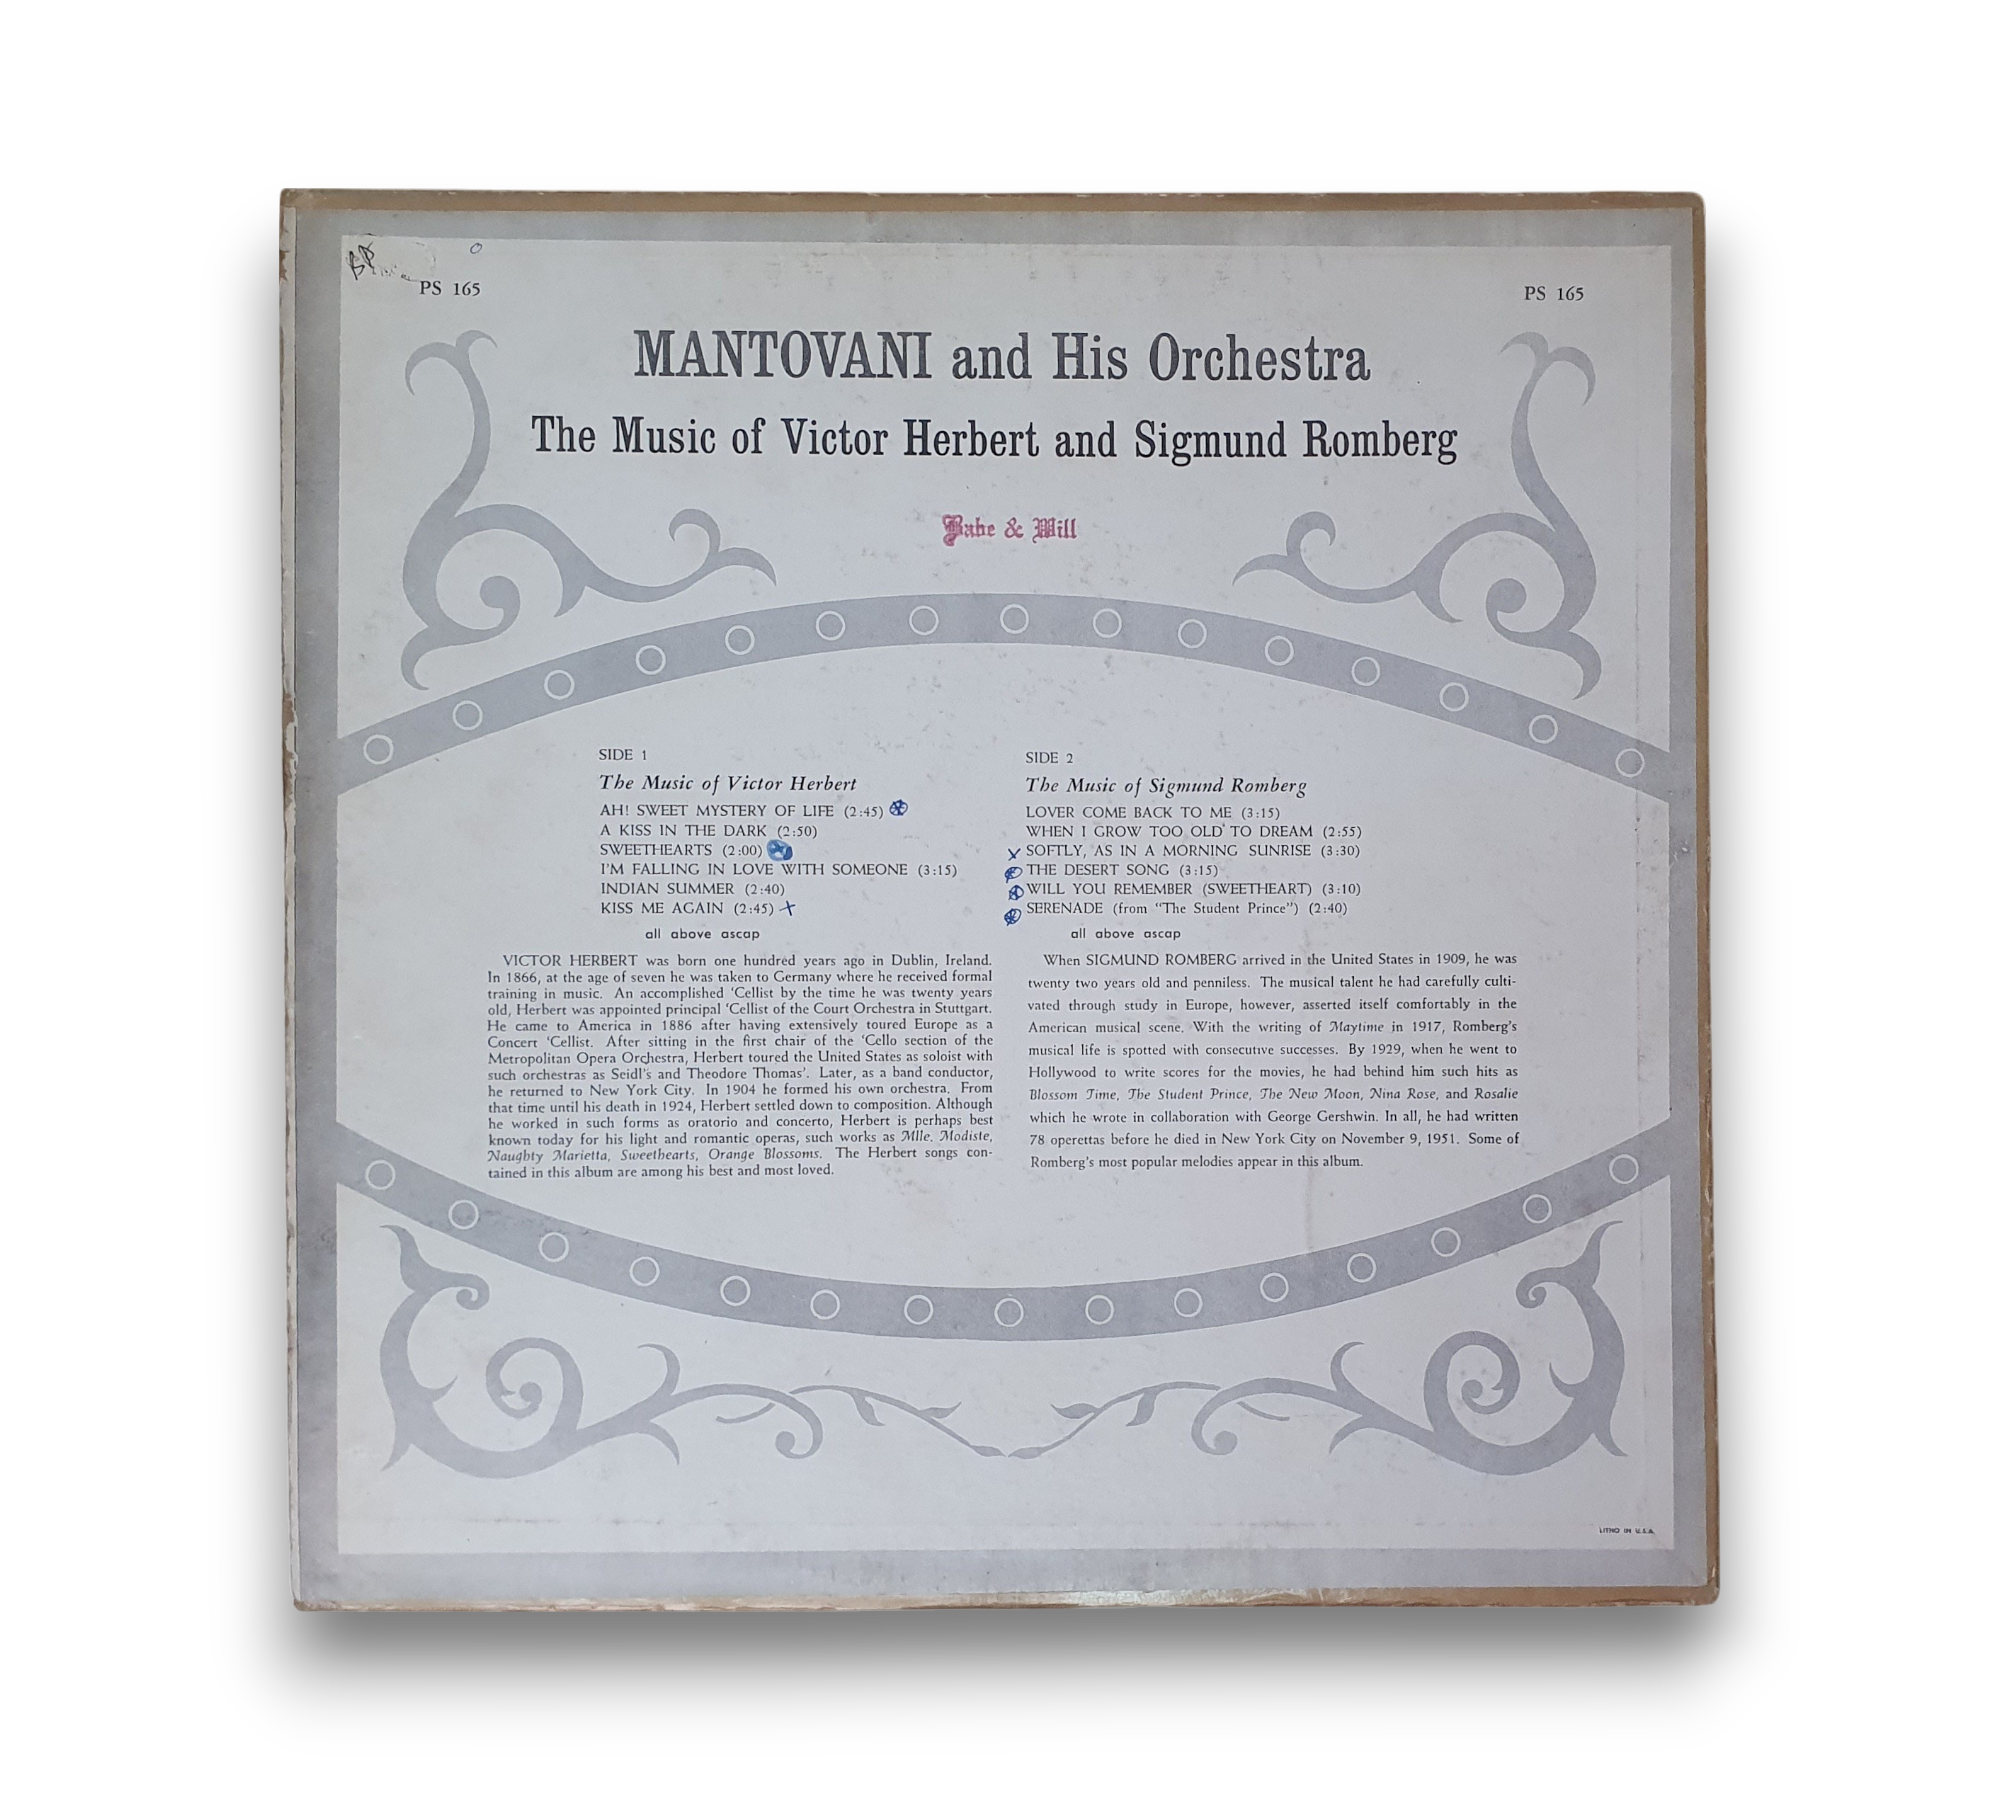 PS 165
PS 165
MANTOVANI and His Orchestra
The Music of Victor Herbert and Sigmund Romberg
Babe & Will
SIDE 1
The Music of Victor Herbert
AH! SWEET MYSTERY OF LIFE (2:45)
A KISS IN THE DARK (2:50)
SWEETHEARTS (2:00)
I'M FALLING IN LOVE WITH SOMEONE (3:15)
INDIAN SUMMER (2:40)
KISS ME AGAIN (2:45)
all above ascap
VICTOR HERBERT was born one hundred years ago in Dublin, Ireland.
In 1866, at the age of seven he was taken to Germany where he received formal
training in music. An accomplished 'Cellist by the time he was twenty years
old, Herbert was appointed principal 'Cellist of the Court Orchestra in Stuttgart.
He came to America in 1886 after having extensively toured Europe as a
Concert 'Cellist. After sitting in the first chair of the 'Cello section of the
Metropolitan Opera Orchestra, Herbert toured the United States as soloist with
such orchestras as Seidl's and Theodore Thomas'. Later, as a band conductor,
he returned to New York City. In 1904 he formed his own orchestra. From
that time until his death in 1924, Herbert settled down to composition. Although
he worked in such forms as oratorio and concerto, Herbert is perhaps best
known today for his light and romantic operas, such works as Mlle. Modiste,
Naughty Marietta, Sweethearts, Orange Blossoms. The Herbert songs con-
tained in this album are among his best and most loved.
SIDE 2
The Music of Sigmund Romberg
LOVER COME BACK TO ME (3:15)
WHEN I GROW TOO OLD TO DREAM (2:55)
SOFTLY, AS IN A MORNING SUNRISE (3:30)
THE DESERT SONG (3:15)
WILL YOU REMEMBER (SWEETHEART) (3:10)
SERENADE (from "The Student Prince") (2:40)
all above ascap
When SIGMUND ROMBERG arrived in the United States in 1909, he was
twenty two years old and penniless. The musical talent he had carefully culti-
vated through study in Europe, however, asserted itself comfortably in the
American musical scene. With the writing of Maytime in 1917, Romberg's
musical life is spotted with consecutive successes. By 1929, when he went to
Hollywood to write scores for the movies, he had behind him such hits as
Blossom Time, The Student Prince, The New Moon, Nina Rose, and Rosalie
which he wrote in collaboration with George Gershwin. In all, he had written
78 operettas before he died in New York City on November 9, 1951. Some of
Romberg's most popular melodies appear in this album.
LITHO IN U.S.A.